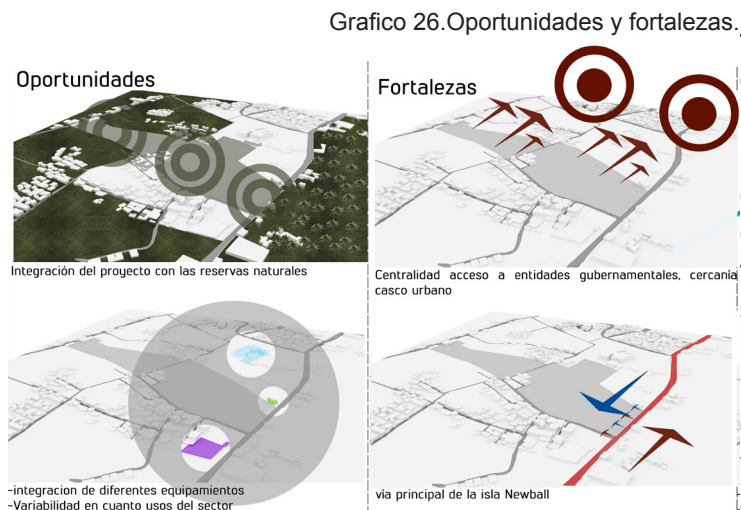 Grafico 26.Oportunidades y fortalezas.
Oportunidades
Integración del proyecto con las reservas naturales
-integracion de diferentes equipamientos
-Variabilidad en cuanto usos del sector
Fortalezas
Centralidad acceso a entidades gubernamentales, cercania
casco urbano
via principal de la isla Newball